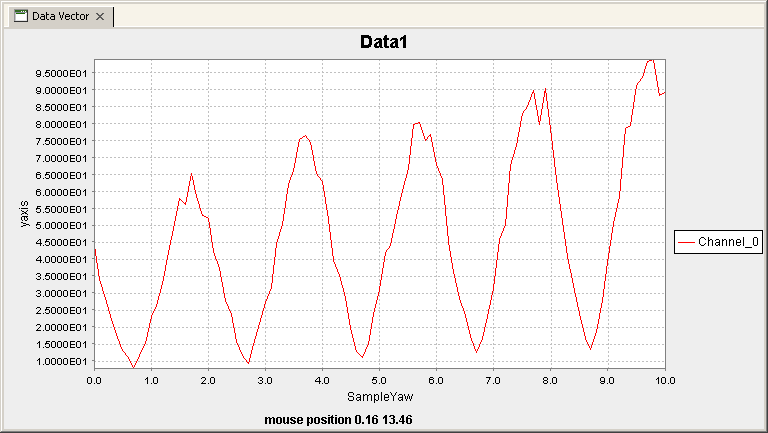 Data Vector
Data1
9.5000E01
9.0000E01
8.5000E01
8.0000E01
7.5000E01
7.0000E01
6.5000E01
6.0000E01
5.5000E01
5.0000E01
4.5000E01
4.0000E01
3.5000E01
3.0000E01
2.5000E01
2.0000E01
1.5000E01
1.0000E01
yaxis
Channel_0
0.0 1.0 2.0 3.0 4.0 5.0 6.0 7.0 8.0 9.0 10.0
SampleYaw
mouse position 0.16 13.46